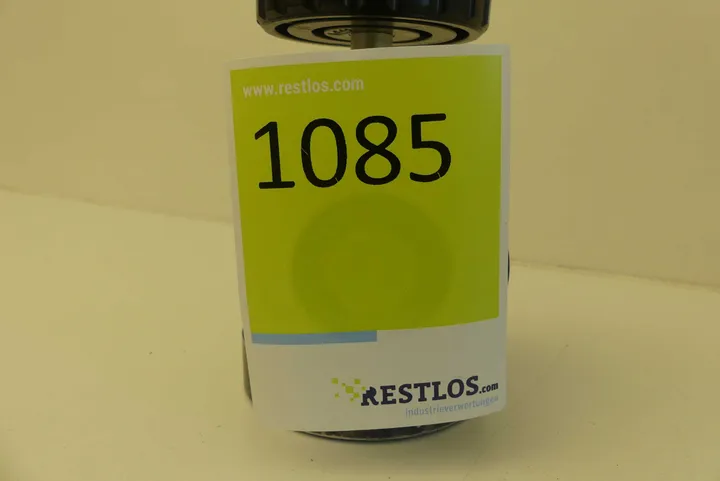 www.restlos.com
1085
RESTLOS.com
industrieverwertungen